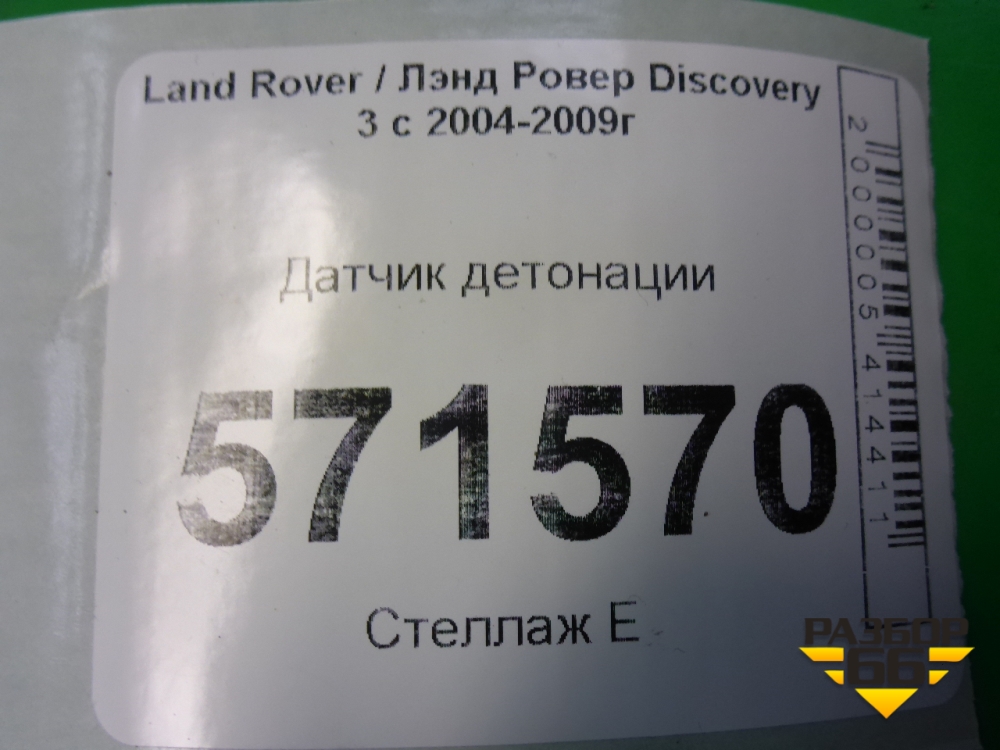 Land Rover / Лэнд Ровер Discovery
3 с 2004-2009г
Датчик детонации
571570
Стеллаж Е
2000005414411
РАЗБОР
66